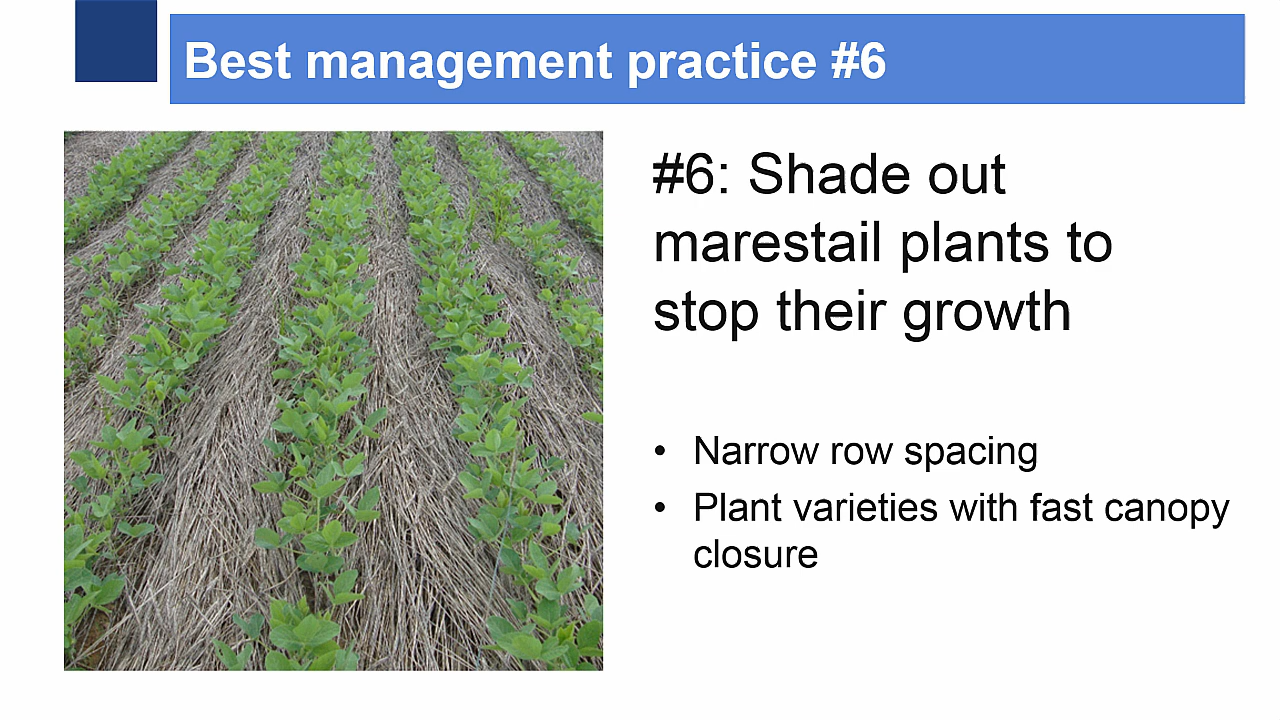 Best management practice #6
#6: Shade out
marestail plants to
stop their growth
• Narrow row spacing
• Plant varieties with fast canopy
closure